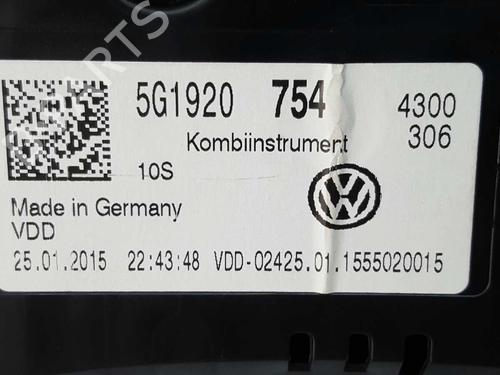 5G1920 754 4300
Kombiinstrument 306
10S
Made in Germany
VDD
25.01.2015 22:43:48 VDD-02425.01.1555020015